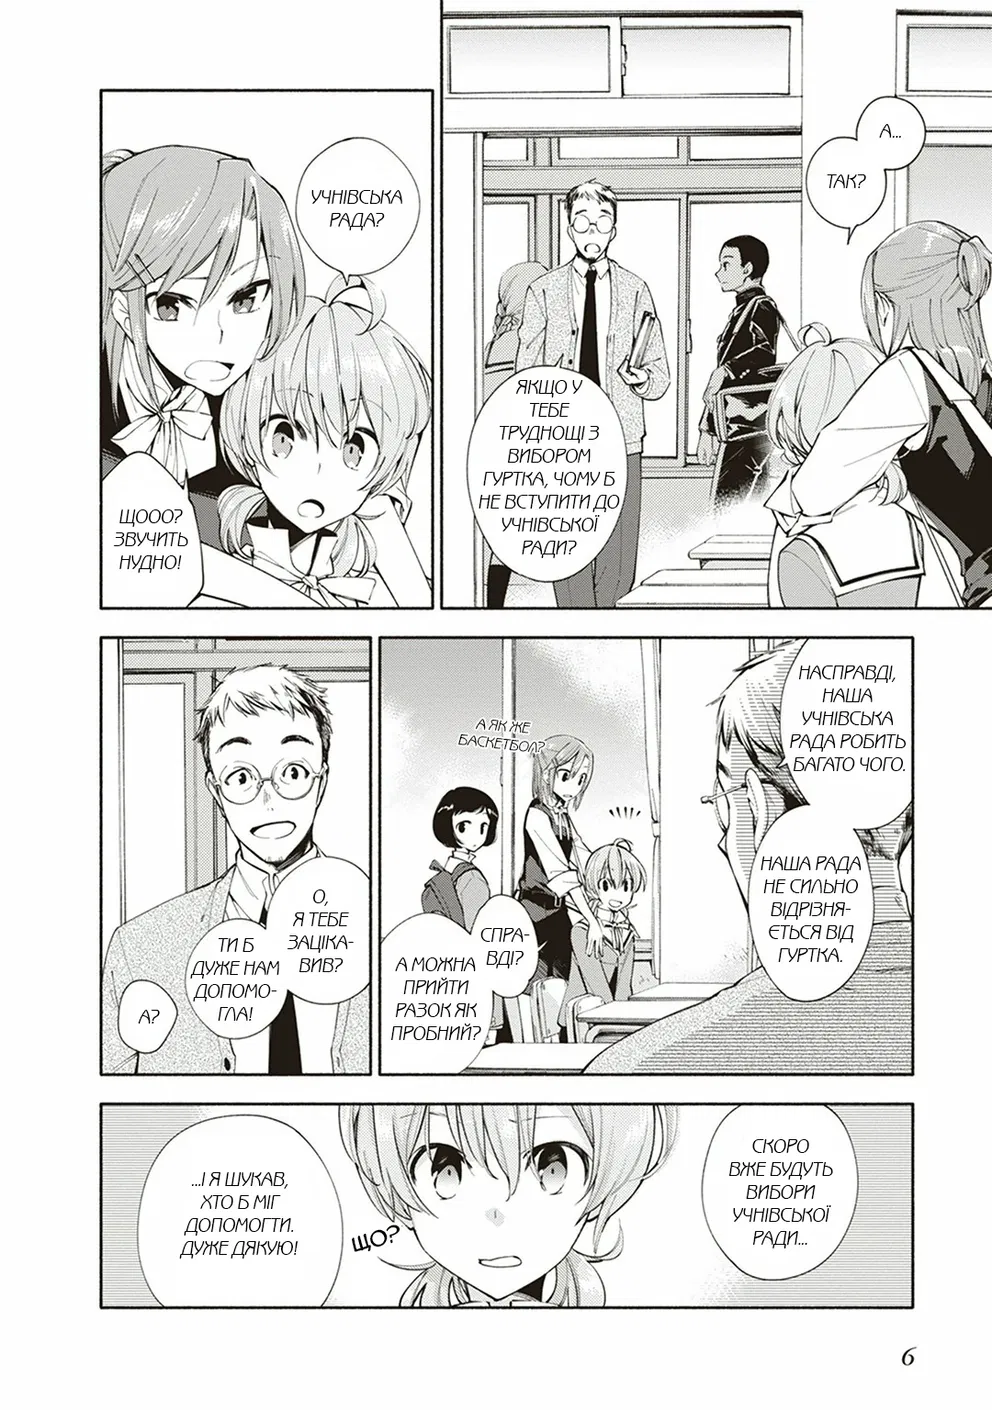 А...
ТАК?
ЯКЩО У
ТЕБЕ
ТРУДНОЩІ З
ВИБОРОМ
ГУРТКА, ЧОМУ Б
НЕ ВСТУПИТИ ДО
УЧНІВСЬКОЇ
РАДИ?
УЧНІВСЬКА
РАДА?
ЩООО?
ЗВУЧИТЬ
НУДНО!
НАСПРАВДІ,
НАША
УЧНІВСЬКА
РАДА РОБИТЬ
БАГАТО ЧОГО.
НАША РАДА
НЕ СИЛЬНО
ВІДРІЗНЯ-
ЄТЬСЯ ВІД
ГУРТКА.
А ЯК ЖЕ
БАСКЕТБОЛ?
СПРА-
ВДІ?
А МОЖНА
ПРИЙТИ
РАЗОК ЯК
ПРОБНИЙ?
О,
Я ТЕБЕ
ЗАЦІКА-
ВИВ?
ТИ Б
ДУЖЕ НАМ
ДОПОМО-
ГЛА!
А?
СКОРО
ВЖЕ БУДУТЬ
ВИБОРИ
УЧНІВСЬКОЇ
РАДИ...
...І Я ШУКАВ,
ХТО Б МІГ
ДОПОМОГТИ.
ДУЖЕ ДЯКУЮ!
ЩО?
6